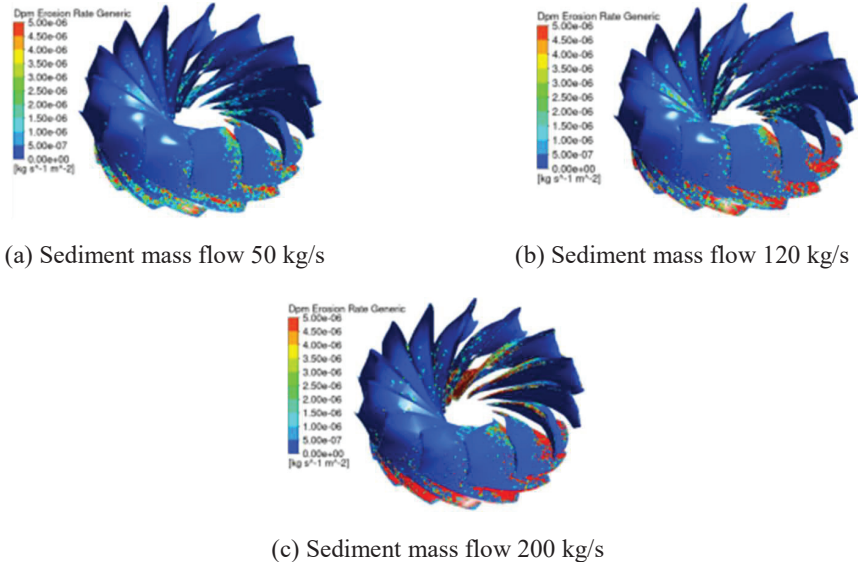 Dpm Erosion Rate Generic
5.00e-06
4.50e-06
4.00e-06
3.50e-06
3.00e-06
2.50e-06
2.00e-06
1.50e-06
1.00e-06
5.00e-07
0.00e+00
[kg s^-1 m^-2]
(a) Sediment mass flow 50 kg/s
Dpm Erosion Rate Generic
5.00e-06
4.50e-06
4.00e-06
3.50e-06
3.00e-06
2.50e-06
2.00e-06
1.50e-06
1.00e-06
5.00e-07
0.00e+00
[kg s^-1 m^-2]
(b) Sediment mass flow 120 kg/s
Dpm Erosion Rate Generic
5.00e-06
4.50e-06
4.00e-06
3.50e-06
3.00e-06
2.50e-06
2.00e-06
1.50e-06
1.00e-06
5.00e-07
0.00e+00
[kg s^-1 m^-2]
(c) Sediment mass flow 200 kg/s